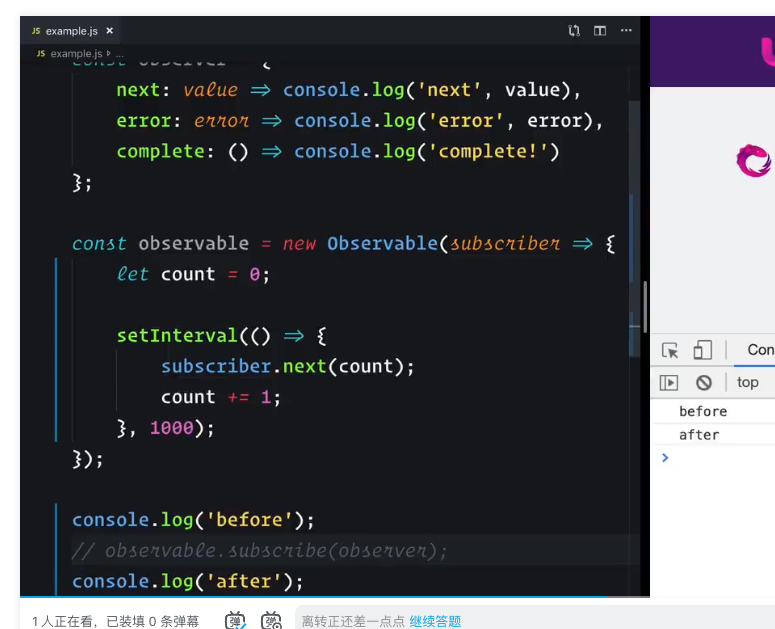 JS example.js ×
JS example.js ▷ ...
const observer = {
next: value => console.log('next', value),
error: error => console.log('error', error),
complete: () => console.log('complete!')
};
const observable = new Observable(subscriber => {
let count = 0;
setInterval(() => {
subscriber.next(count);
count += 1;
}, 1000);
});
console.log('before');
// observable.subscribe(observer);
console.log('after');
Con
top
before
after
1人正在看，已装填 0 条弹幕
弹
弹
离转正还差一点点 继续答题